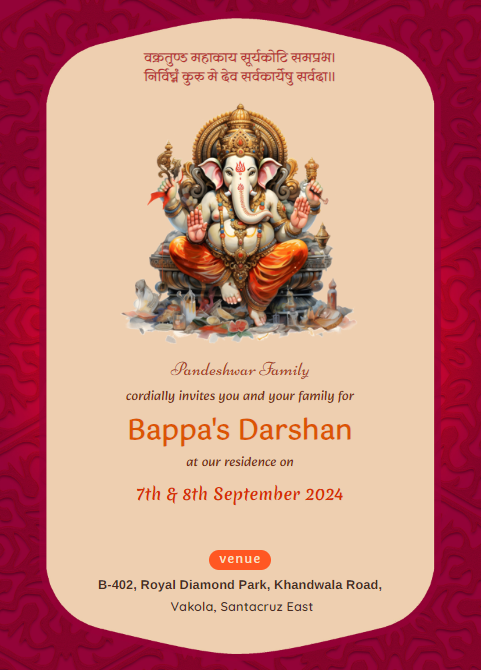 वक्रतुण्ड महाकाय सूर्यकोटि समप्रभ।
निर्विघ्नं कुरु मे देव सर्वकार्येषु सर्वदा॥
Pandeshwar Family
cordially invites you and your family for
Bappa's Darshan
at our residence on
7th & 8th September 2024
venue
B-402, Royal Diamond Park, Khandwala Road,
Vakola, Santacruz East